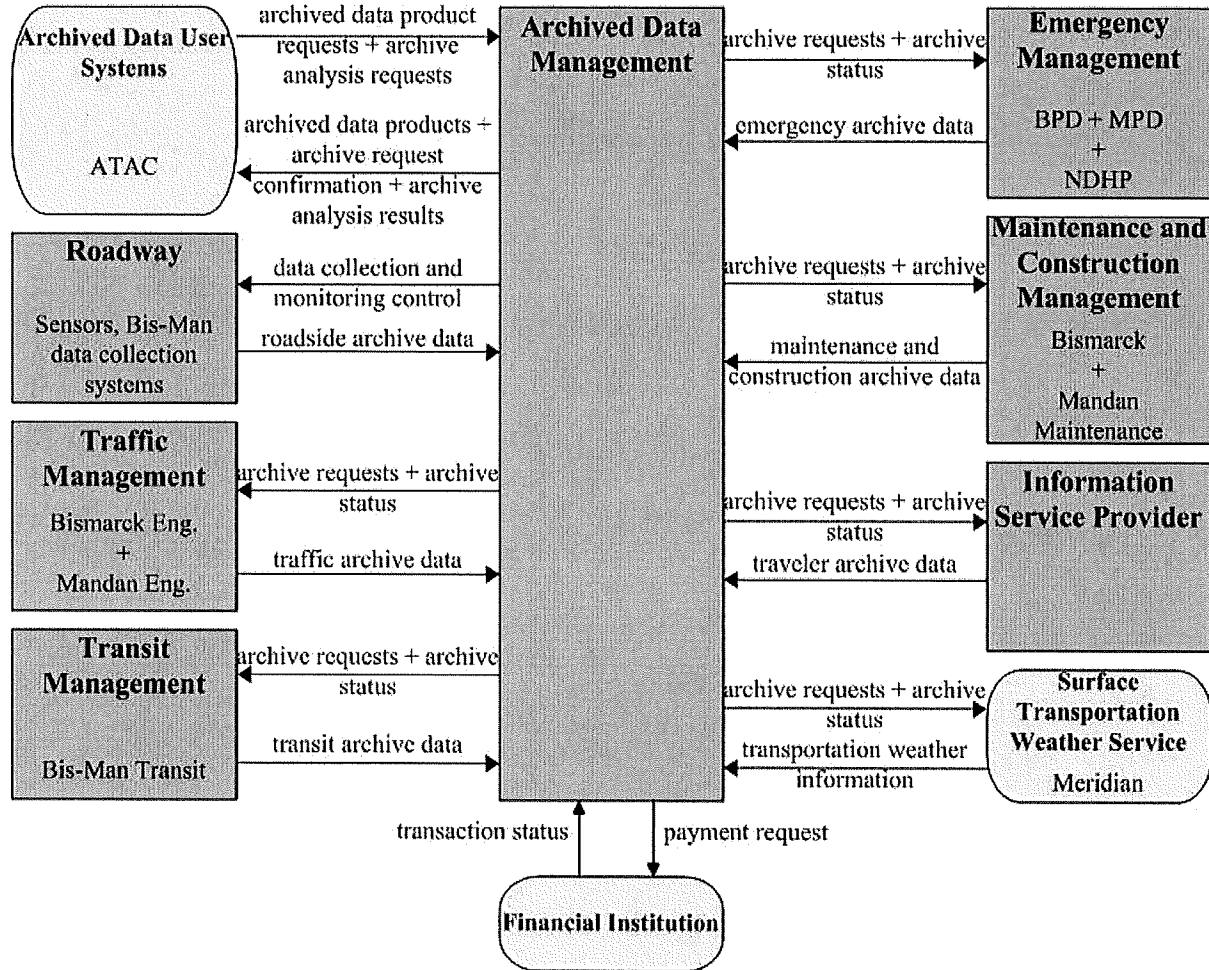 Archived Data User
Systems
ATAC
archived data product
requests + archive
analysis requests
archived data products +
archive request
confirmation + archive
analysis results
Archived Data
Management
archive requests + archive
status
emergency archive data
Emergency
Management
BPD + MPD
+
NDHP
Roadway
Sensors, Bis-Man
data collection
systems
data collection and
monitoring control
roadside archive data
archive requests + archive
status
maintenance and
construction archive data
Maintenance and
Construction
Management
Bismarck
+
Mandan
Maintenance
Traffic
Management
Bismarck Eng.
+
Mandan Eng.
archive requests + archive
status
traffic archive data
archive requests + archive
status
traveler archive data
Information
Service Provider
Transit
Management
Bis-Man Transit
archive requests + archive
status
transit archive data
archive requests + archive
status
transportation weather
information
Surface
Transportation
Weather Service
Meridian
transaction status
payment request
Financial Institution